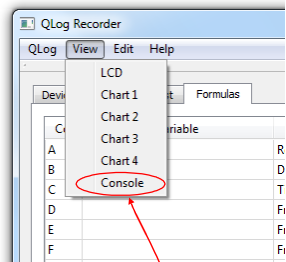 QLog Recorder
QLog View Edit Help
LCD
Chart 1
Chart 2
Chart 3
Chart 4
Console
Formulas
A
B
C
D
E
F